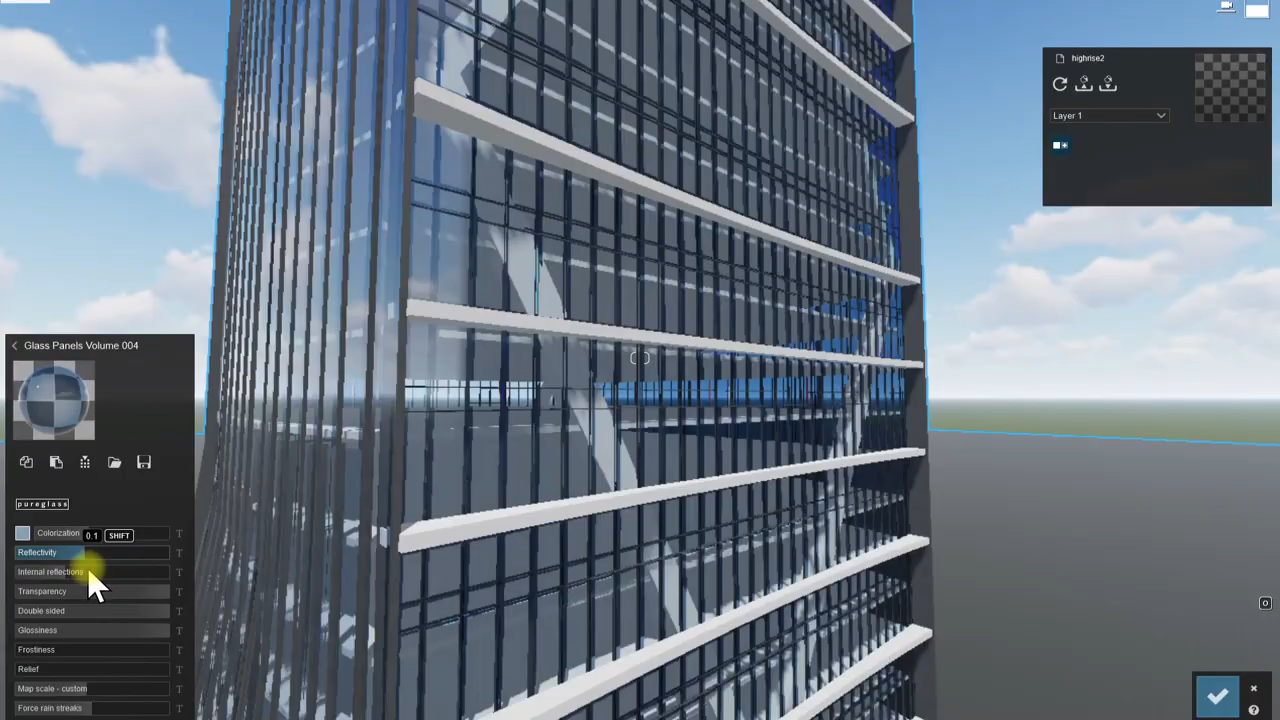 highrise2
Layer 1
Glass Panels Volume 004
pureglass
Colorization T
0.1 SHIFT
Reflectivity T
Internal reflections T
Transparency T
Double sided T
Glossiness T
Frostiness T
Relief T
Map scale - custom T
Force rain streaks T
O